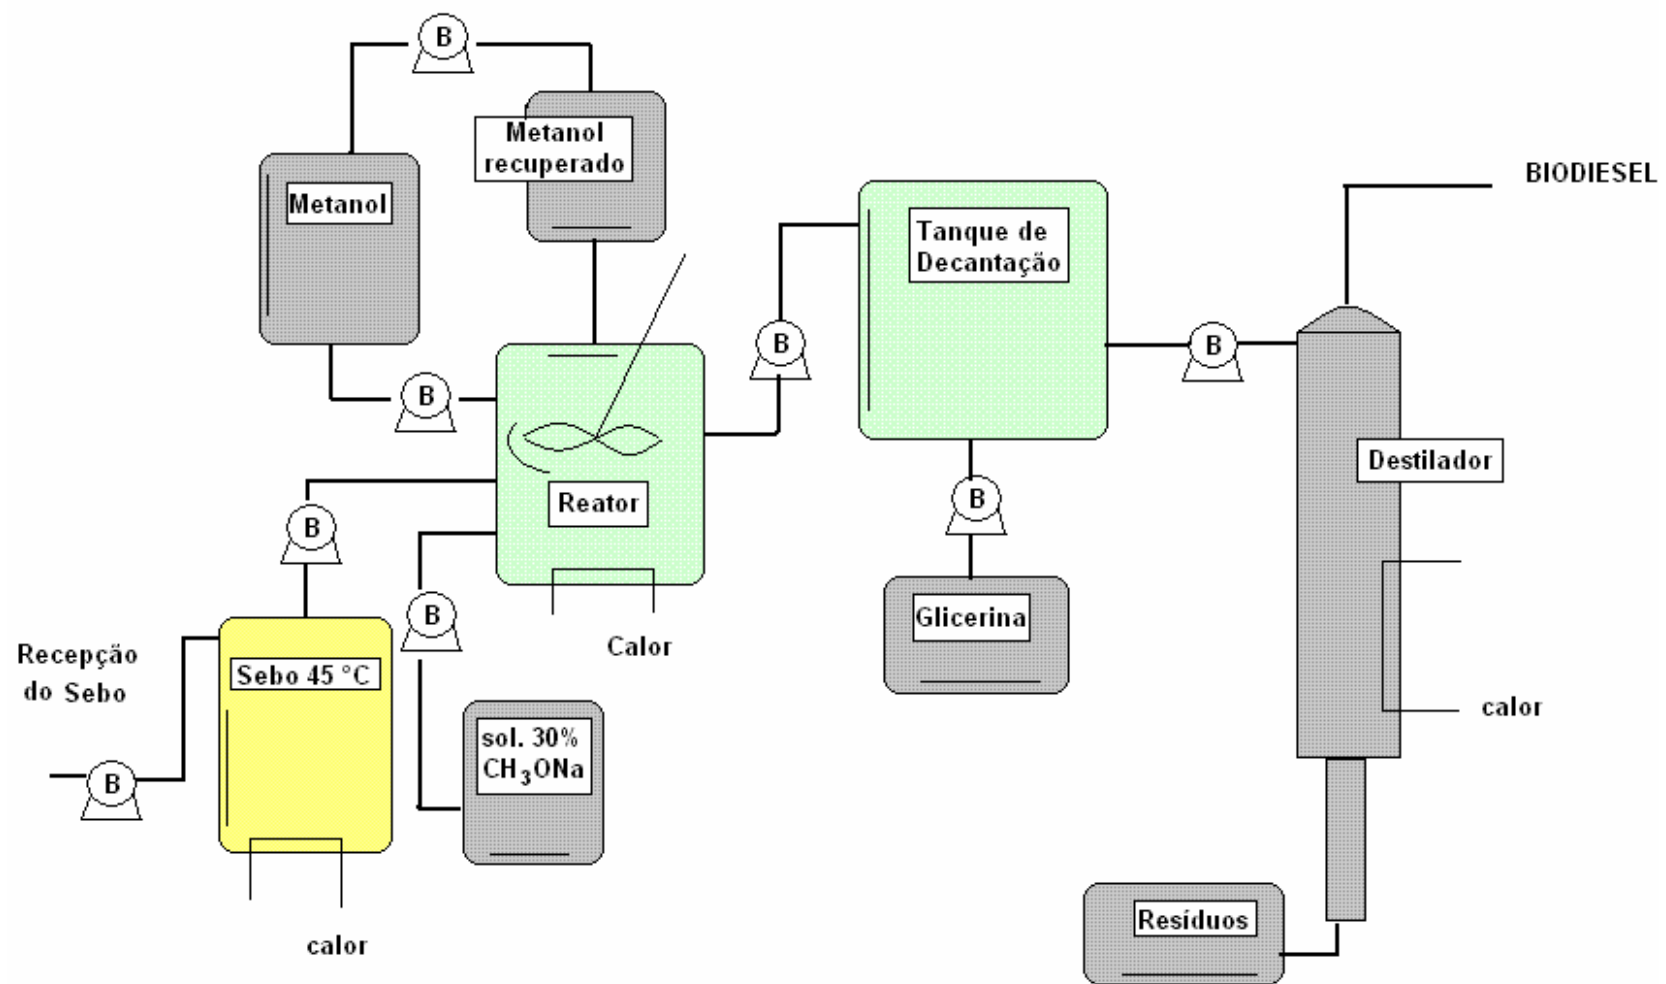 B
Metanol
recuperado
Metanol
B
Tanque de
Decantação
BIODIESEL
B
B
B
Destilador
Reator
B
B
Glicerina
B
Calor
Recepção
do Sebo
Sebo 45 °C
calor
sol. 30%
CH₃ONa
B
Resíduos
calor